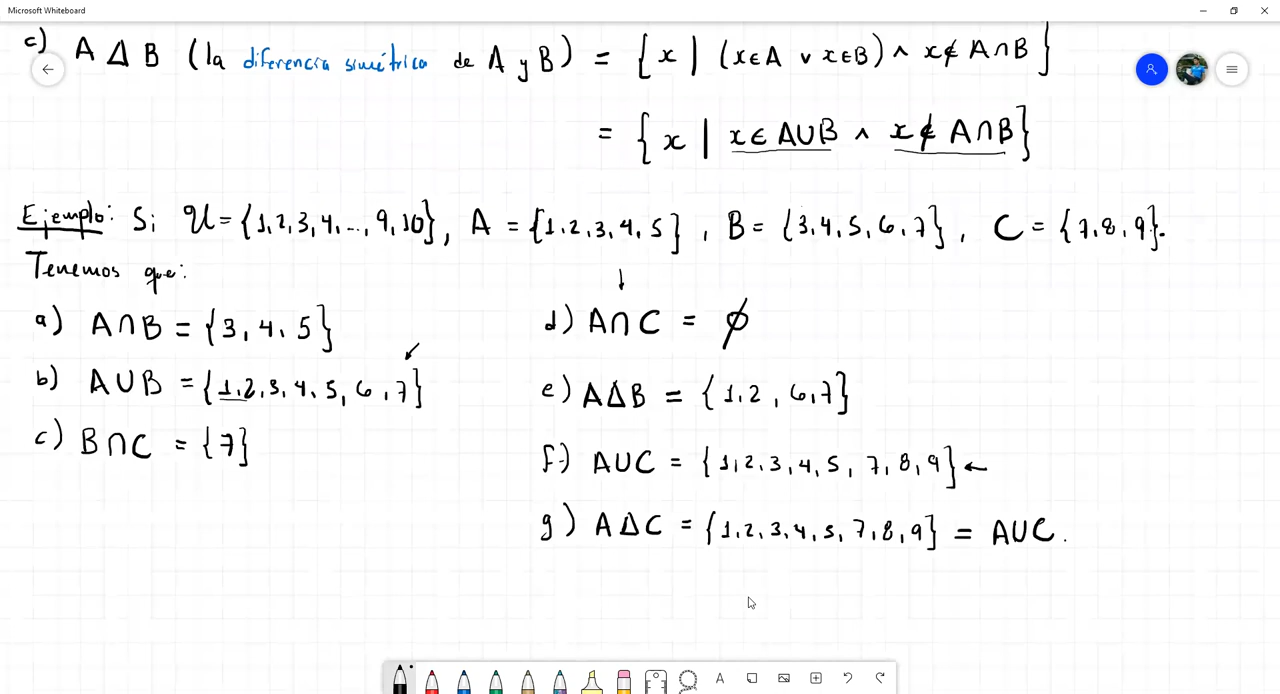 Microsoft Whiteboard
c) A Δ B (la diferencia simétrica de A y B) = {x | (x∈A ∨ x∈B) ∧ x∉ A∩B}
= {x | x∈ A∪B ∧ x∉ A∩B}
Ejemplo: Si 𝒰 = {1,2,3,4,..., 9,10}, A = {1,2,3,4,5}, B = {3,4,5,6,7}, C = {7,8,9}.
Tenemos que:
a) A∩B = {3,4,5}
b) A∪B = {1,2,3,4,5,6,7}
c) B∩C = {7}
d) A∩C = ∅
e) AΔB = {1,2,6,7}
f) A∪C = {1,2,3,4,5,7,8,9} ←
g) AΔC = {1,2,3,4,5,7,8,9} = A∪C.